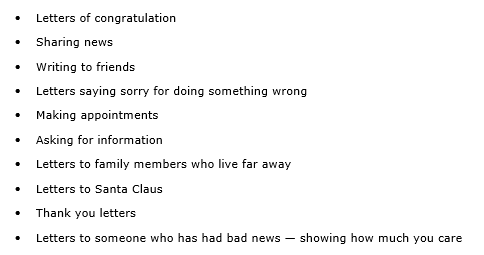 • Letters of congratulation
• Sharing news
• Writing to friends
• Letters saying sorry for doing something wrong
• Making appointments
• Asking for information
• Letters to family members who live far away
• Letters to Santa Claus
• Thank you letters
• Letters to someone who has had bad news — showing how much you care